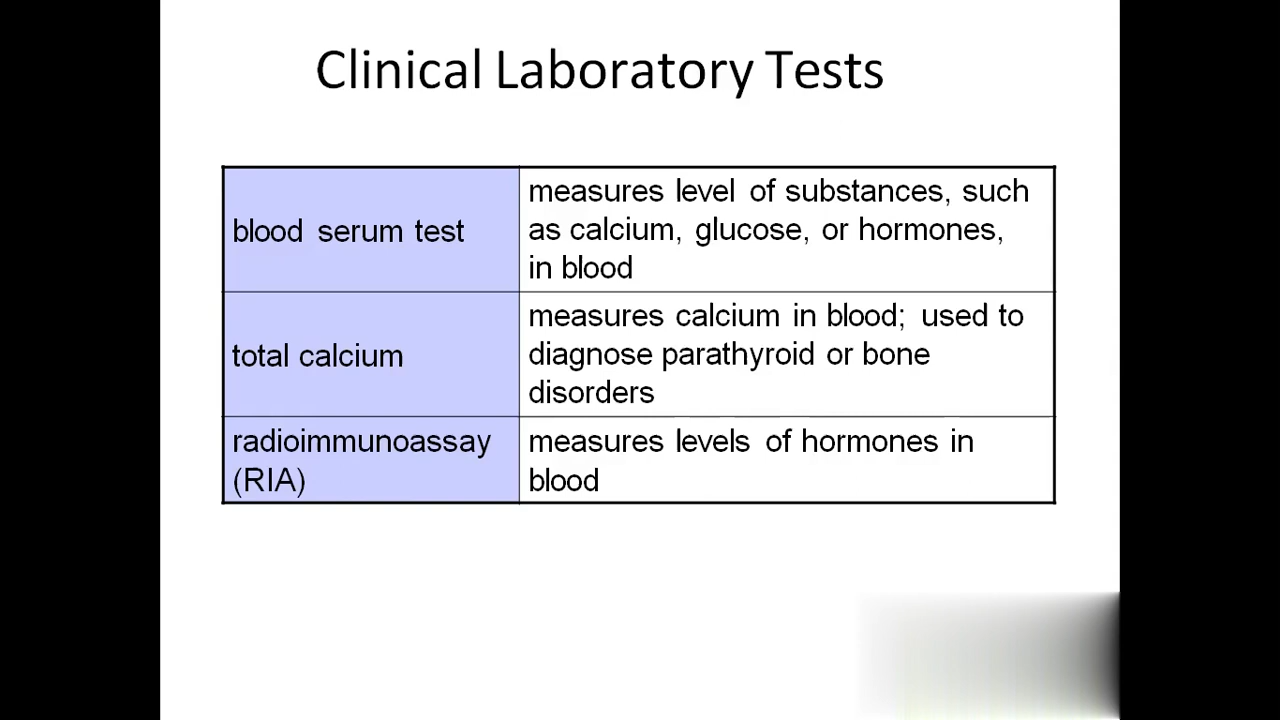 Clinical Laboratory Tests
blood serum test
measures level of substances, such
as calcium, glucose, or hormones,
in blood
total calcium
measures calcium in blood; used to
diagnose parathyroid or bone
disorders
radioimmunoassay
(RIA)
measures levels of hormones in
blood